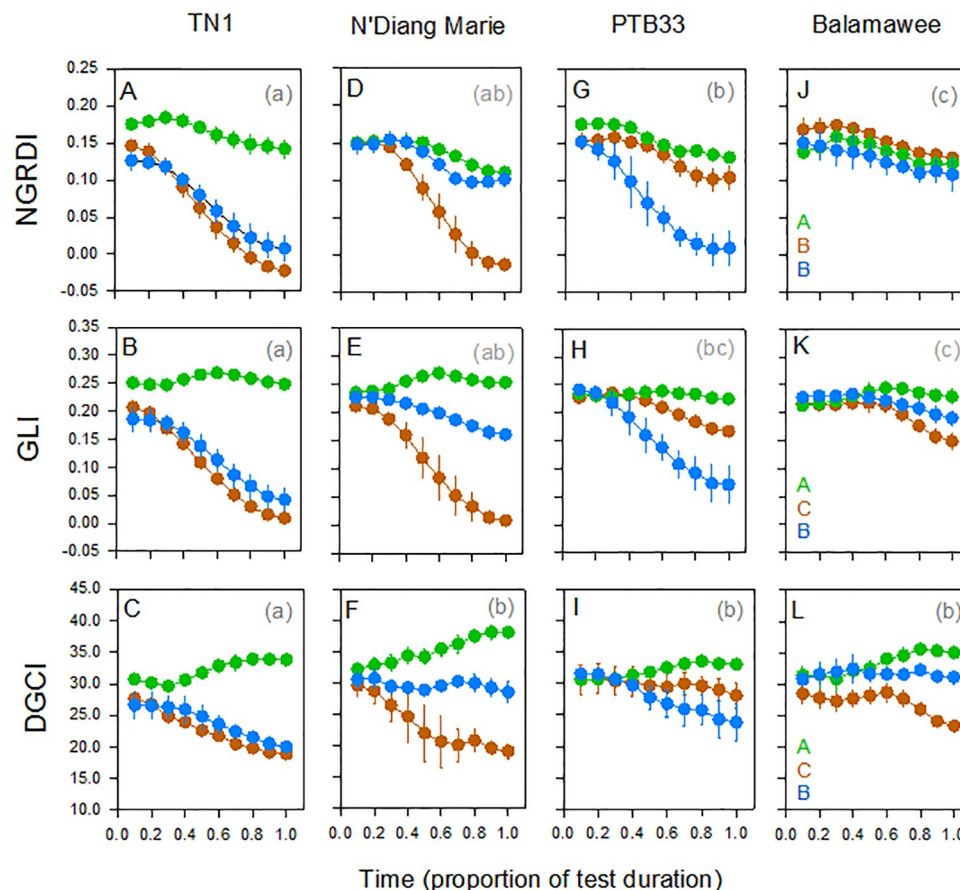 TN1 N'Diang Marie PTB33 Balamawee
NGRDI
0.25
0.20
0.15
0.10
0.05
0.00
-0.05
A (a)
D (ab)
G (b)
J (c)
A
B
B
GLI
0.35
0.30
0.25
0.20
0.15
0.10
0.05
0.00
-0.05
B (a)
E (ab)
H (bc)
K (c)
A
C
B
DGCI
45.0
40.0
35.0
30.0
25.0
20.0
15.0
10.0
C (a)
F (b)
I (b)
L (b)
A
C
B
0.0 0.2 0.4 0.6 0.8 1.0 0.0 0.2 0.4 0.6 0.8 1.0 0.0 0.2 0.4 0.6 0.8 1.0 0.0 0.2 0.4 0.6 0.8 1.0
Time (proportion of test duration)